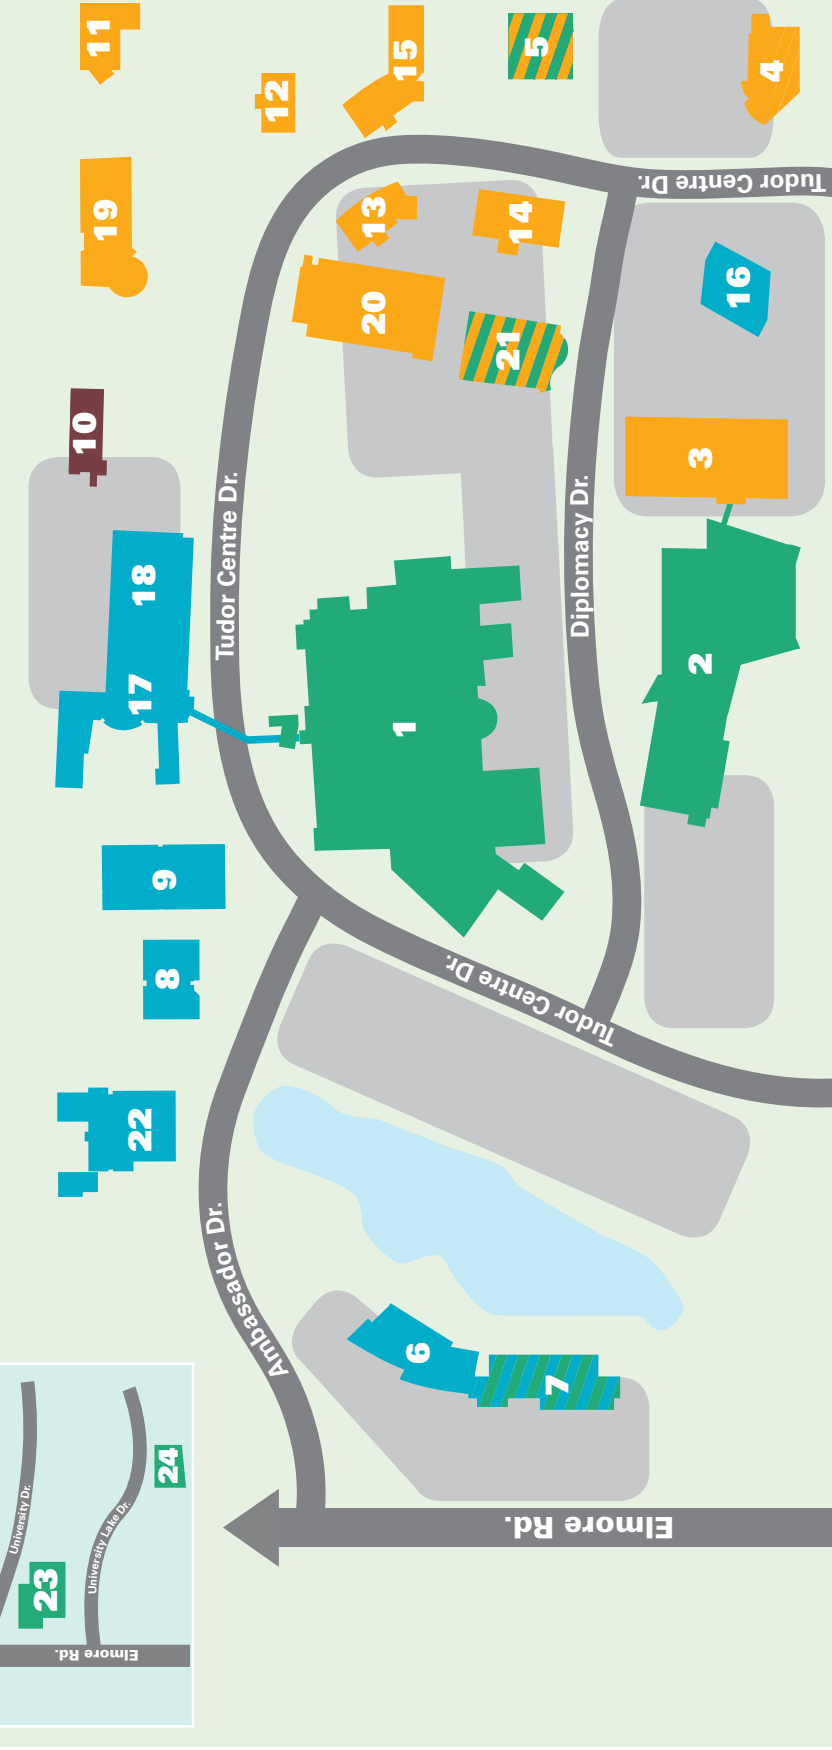 11
15
5
4
12
Tudor Centre Dr.
19
13
14
16
20
21
10
3
Tudor Centre Dr.
Diplomacy Dr.
18
2
17
1
9
8
Tudor Centre Dr.
22
Ambassador Dr.
6
7
Elmore Rd.
University Dr.
University Lake Dr.
24
23
Elmore Rd.